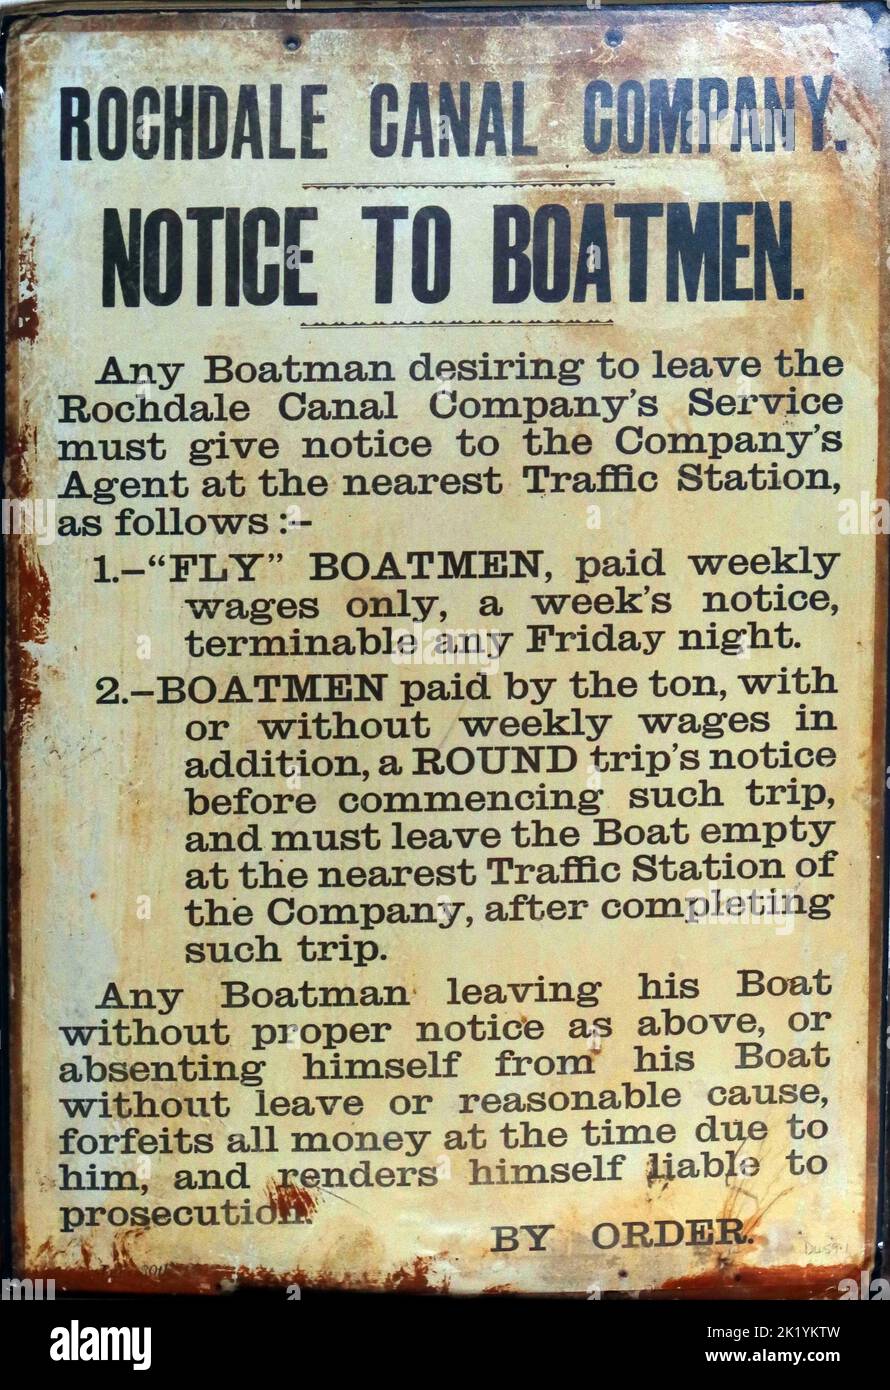 ROCHDALE CANAL COMPANY.
NOTICE TO BOATMEN.
Any Boatman desiring to leave the
Rochdale Canal Company's Service
must give notice to the Company's
Agent at the nearest Traffic Station,
as follows :-
1.-"FLY" BOATMEN, paid weekly
wages only, a week's notice,
terminable any Friday night.
2.-BOATMEN paid by the ton, with
or without weekly wages in
addition, a ROUND trip's notice
before commencing such trip,
and must leave the Boat empty
at the nearest Traffic Station of
the Company, after completing
such trip.
Any Boatman leaving his Boat
without proper notice as above, or
absenting himself from his Boat
without leave or reasonable cause,
forfeits all money at the time due to
him, and renders himself liable to
prosecution.
BY ORDER.
alamy
Image ID: 2K1YKTW
www.alamy.com